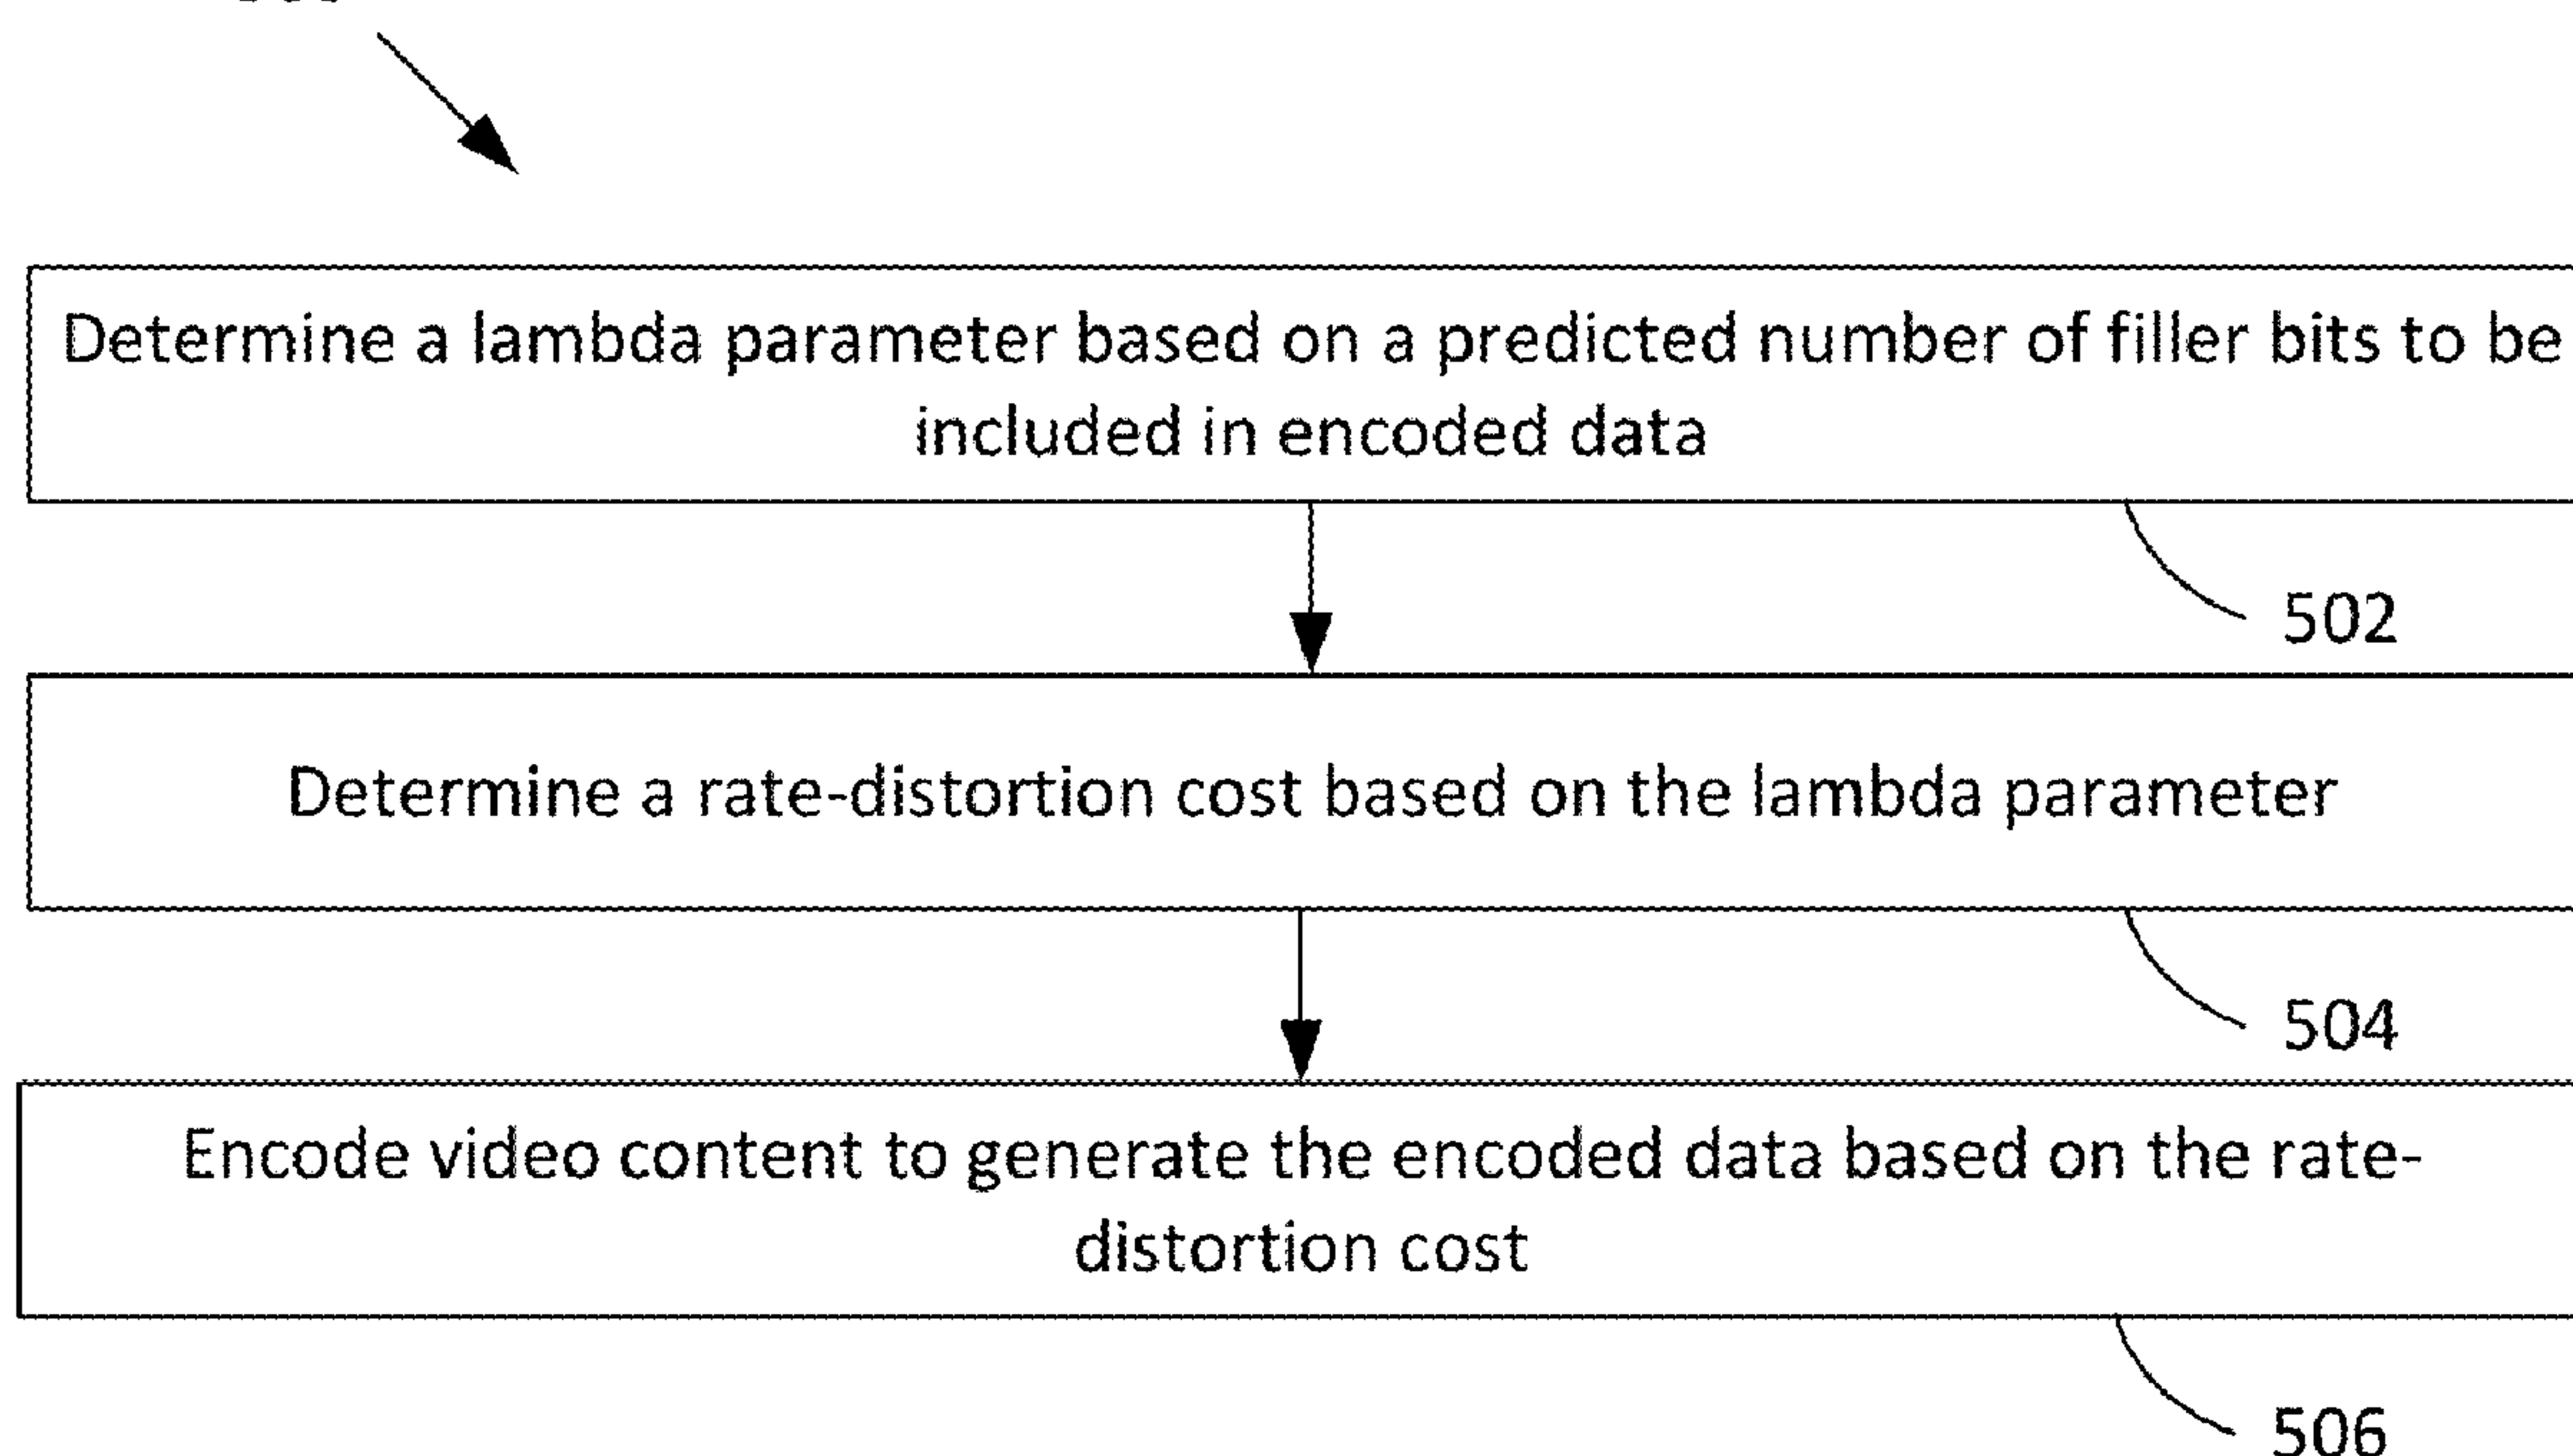 Determine a lambda parameter based on a predicted number of filler bits to be
included in encoded data
502
Determine a rate-distortion cost based on the lambda parameter
504
Encode video content to generate the encoded data based on the rate-
distortion cost
506